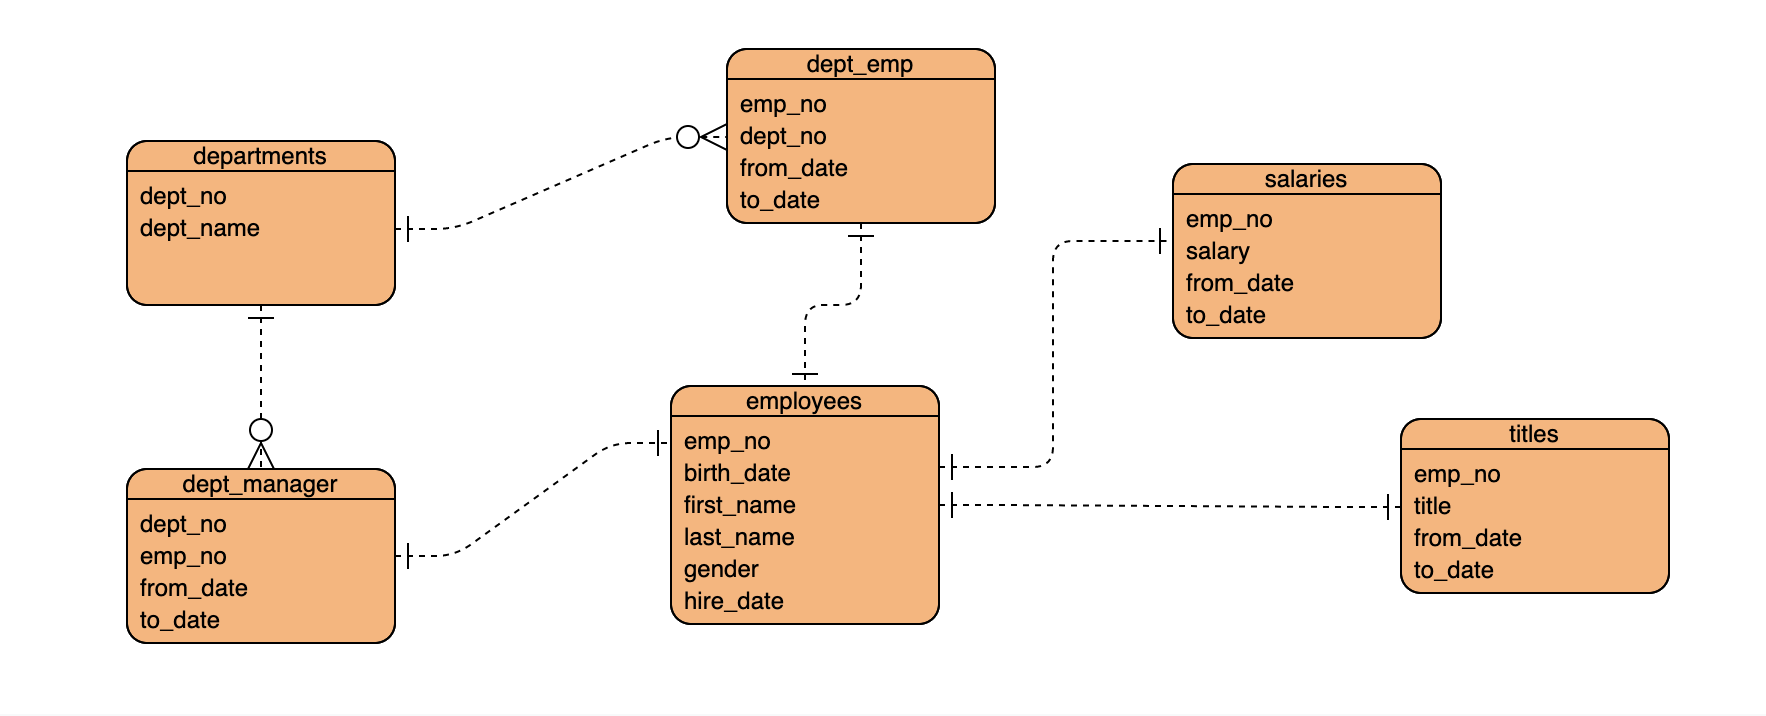 departments
dept_no
dept_name
dept_emp
emp_no
dept_no
from_date
to_date
salaries
emp_no
salary
from_date
to_date
dept_manager
dept_no
emp_no
from_date
to_date
employees
emp_no
birth_date
first_name
last_name
gender
hire_date
titles
emp_no
title
from_date
to_date